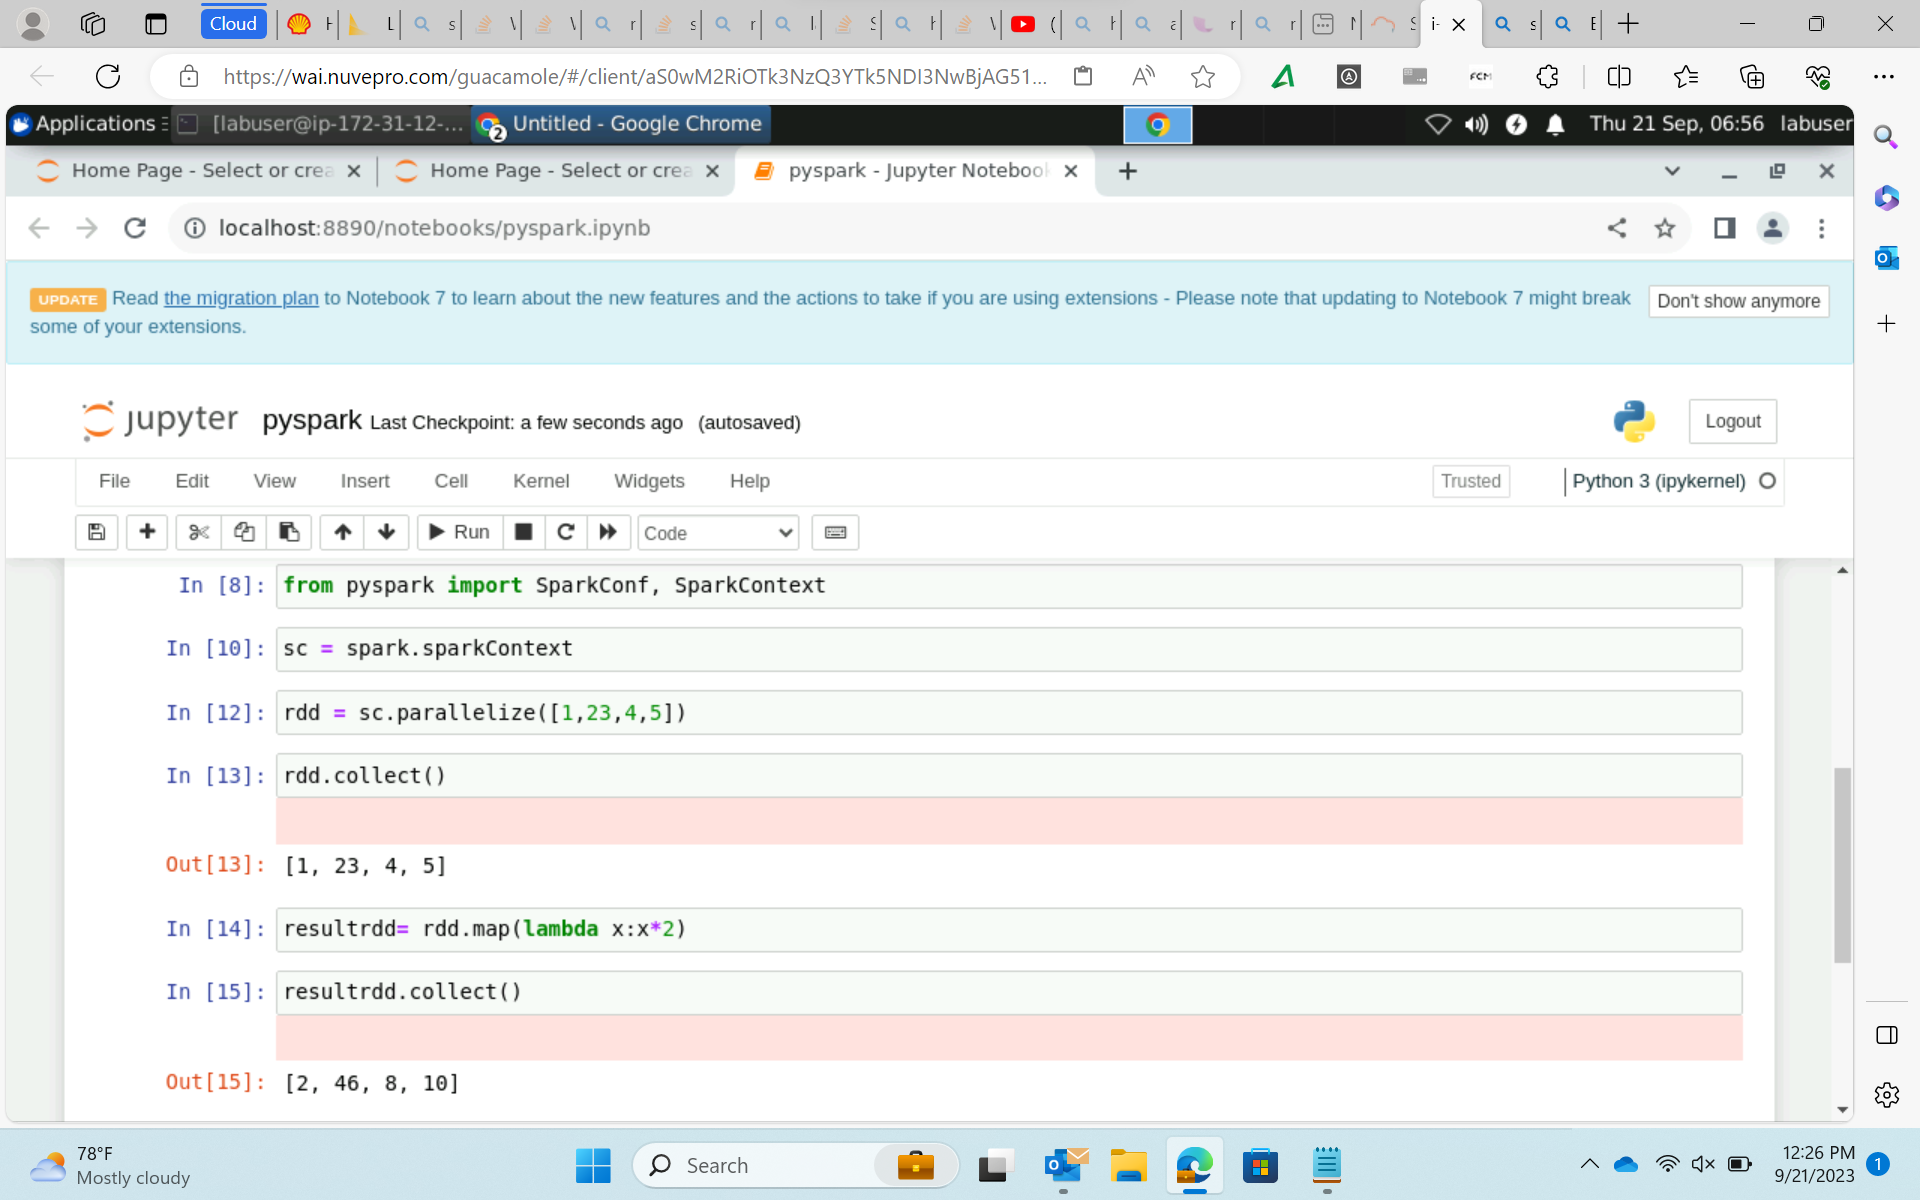 Cloud
https://wai.nuvepro.com/guacamole/#/client/aS0wM2RiOTk3NzQ3YTk5NDI3NwBjAG51...
Applications
[labuser@ip-172-31-12-...
Untitled - Google Chrome
Thu 21 Sep, 06:56 labuser
Home Page - Select or crea
Home Page - Select or crea
pyspark - Jupyter Notebook
localhost:8890/notebooks/pyspark.ipynb
UPDATE Read the migration plan to Notebook 7 to learn about the new features and the actions to take if you are using extensions - Please note that updating to Notebook 7 might break
some of your extensions.
Don't show anymore
jupyter pyspark Last Checkpoint: a few seconds ago (autosaved)
Logout
File Edit View Insert Cell Kernel Widgets Help
Trusted
Python 3 (ipykernel)
Run
Code
In [8]: from pyspark import SparkConf, SparkContext
In [10]: sc = spark.sparkContext
In [12]: rdd = sc.parallelize([1,23,4,5])
In [13]: rdd.collect()
Out[13]: [1, 23, 4, 5]
In [14]: resultrdd= rdd.map(lambda x:x*2)
In [15]: resultrdd.collect()
Out[15]: [2, 46, 8, 10]
78°F
Mostly cloudy
Search
12:26 PM
9/21/2023
1